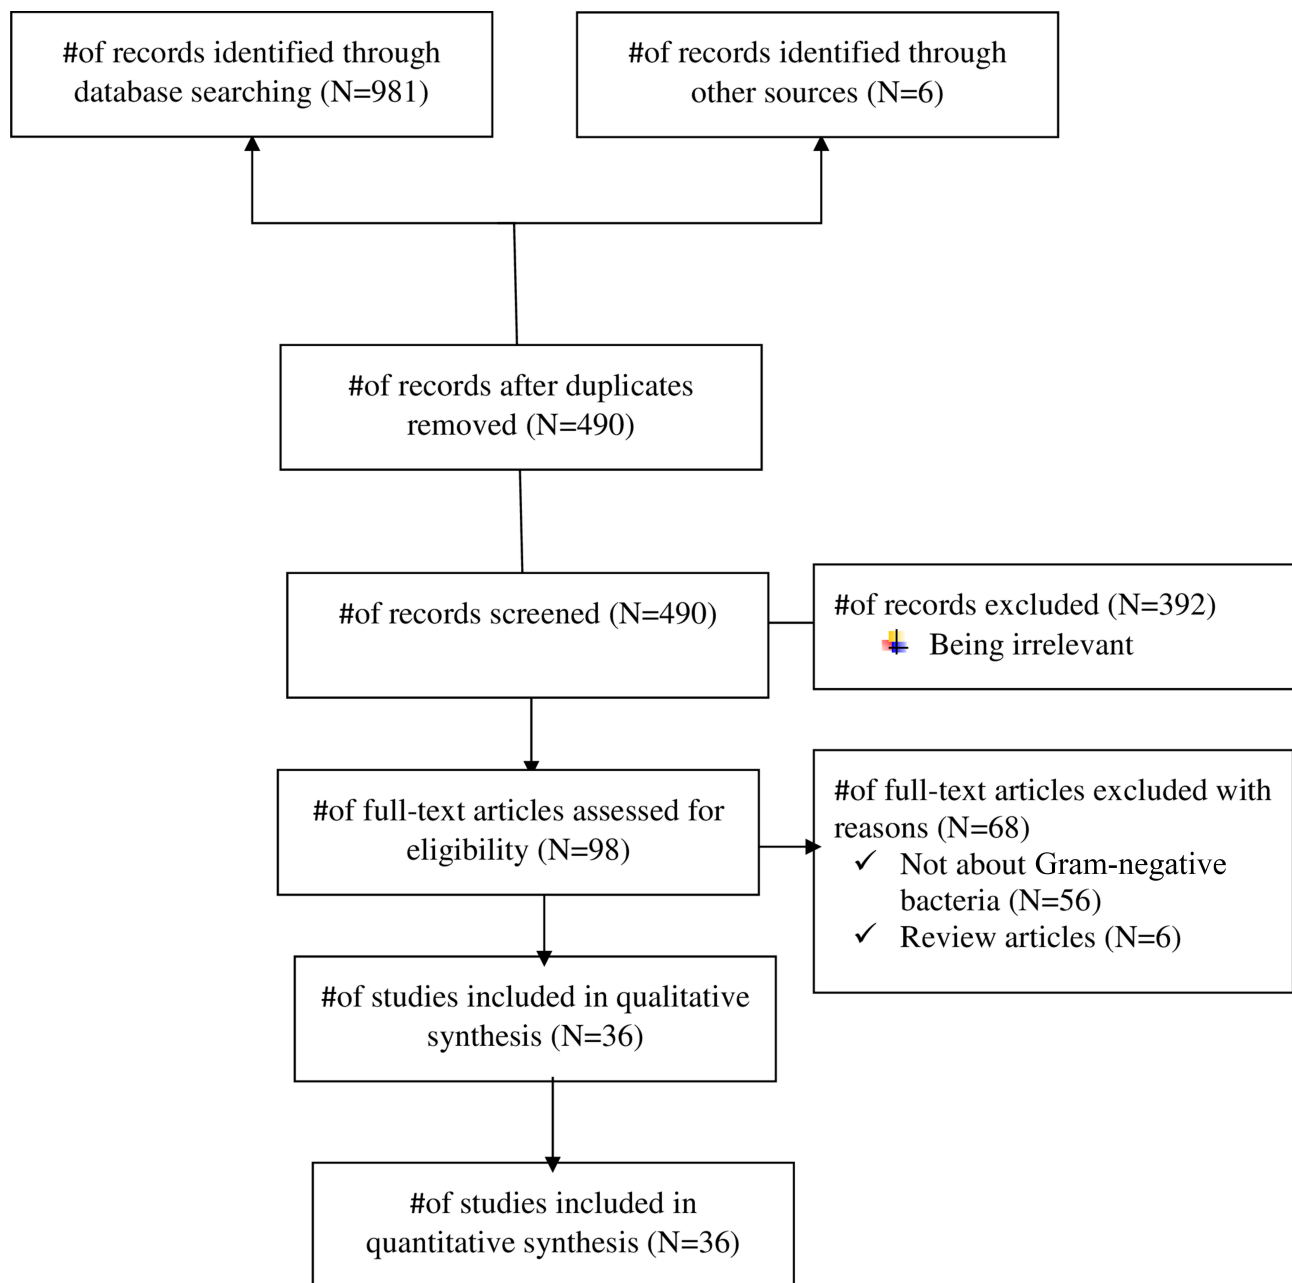 #of records identified through
database searching (N=981)
#of records identified through
other sources (N=6)
#of records after duplicates
removed (N=490)
#of records screened (N=490)
#of records excluded (N=392)
Being irrelevant
#of full-text articles assessed for
eligibility (N=98)
#of full-text articles excluded with
reasons (N=68)
✓ Not about Gram-negative
bacteria (N=56)
✓ Review articles (N=6)
#of studies included in qualitative
synthesis (N=36)
#of studies included in
quantitative synthesis (N=36)